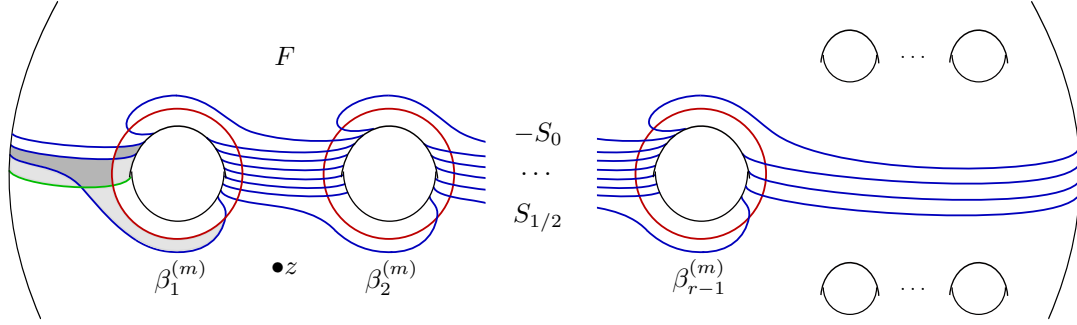 F
· · ·
−S_0
· · ·
S_{1/2}
•z
β_1^{(m)}
β_2^{(m)}
β_{r−1}^{(m)}
· · ·